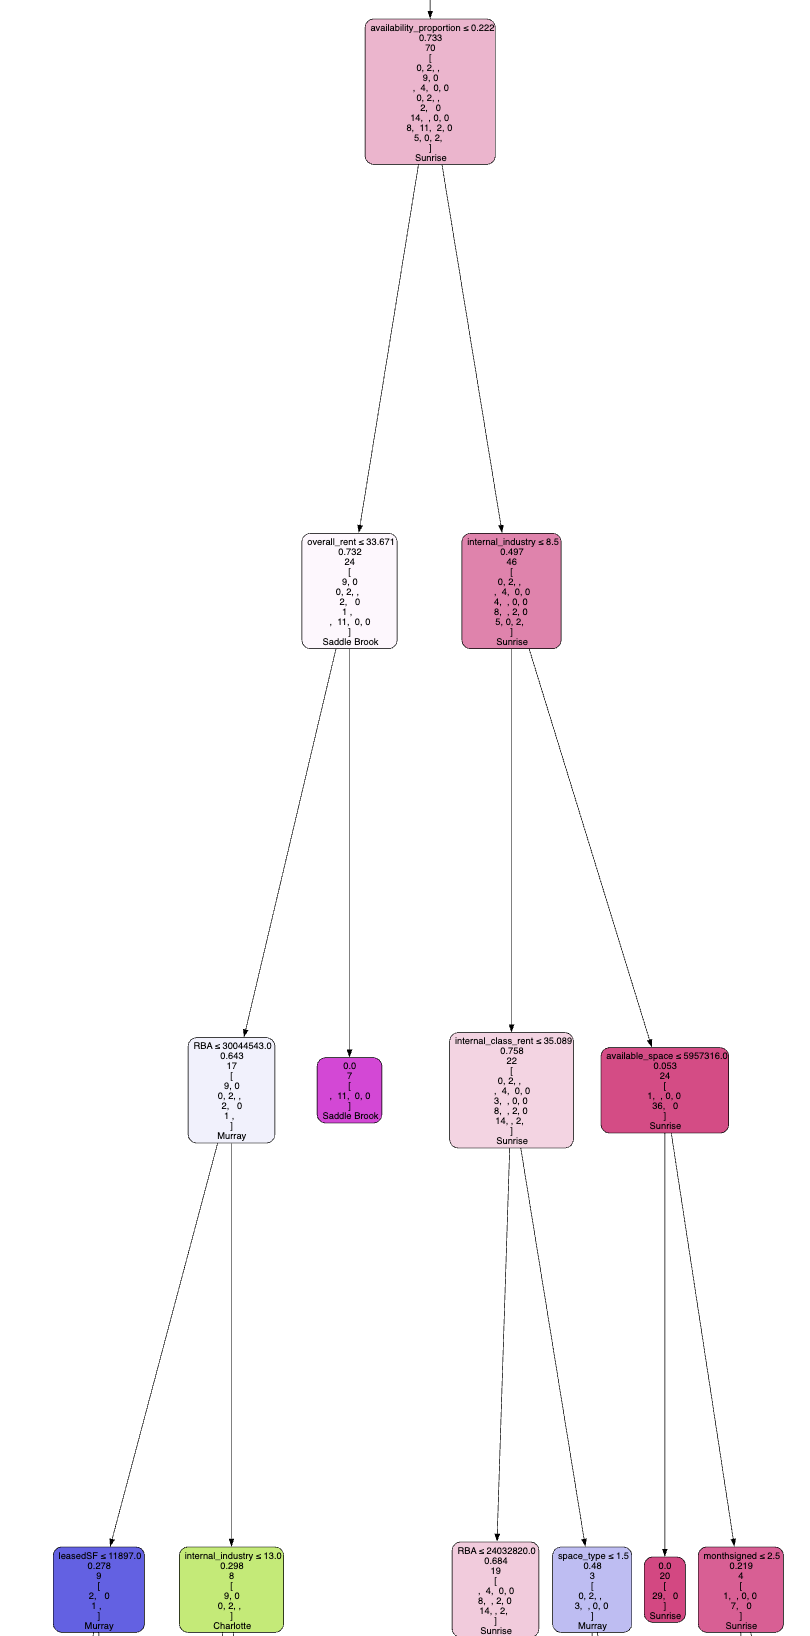 availability_proportion ≤ 0.222
0.733
70
[
0, 2, ,
9, 0
, 4, 0, 0
0, 2, ,
2, 0
14, , 0, 0
8, 11, 2, 0
5, 0, 2,
]
Sunrise
overall_rent ≤ 33.671
0.732
24
[
9, 0
0, 2, ,
2, 0
1 ,
, 11, 0, 0
]
Saddle Brook
internal_industry ≤ 8.5
0.497
46
[
0, 2, ,
, 4, 0, 0
4, , 0, 0
8, , 2, 0
5, 0, 2,
]
Sunrise
RBA ≤ 30044543.0
0.643
17
[
9, 0
0, 2, ,
2, 0
1 ,
]
Murray
0.0
7
[
, 11, 0, 0
]
Saddle Brook
internal_class_rent ≤ 35.089
0.758
22
[
0, 2, ,
, 4, 0, 0
3, , 0, 0
8, , 2, 0
14, , 2,
]
Sunrise
available_space ≤ 5957316.0
0.053
24
[
1, , 0, 0
36, 0
]
Sunrise
leasedSF ≤ 11897.0
0.278
9
[
2, 0
1 ,
]
Murray
internal_industry ≤ 13.0
0.298
8
[
9, 0
0, 2, ,
]
Charlotte
RBA ≤ 24032820.0
0.684
19
[
, 4, 0, 0
8, , 2, 0
14, , 2,
]
Sunrise
space_type ≤ 1.5
0.48
3
[
0, 2, ,
3, , 0, 0
]
Murray
0.0
20
[
29, 0
]
Sunrise
monthsigned ≤ 2.5
0.219
4
[
1, , 0, 0
7, 0
]
Sunrise